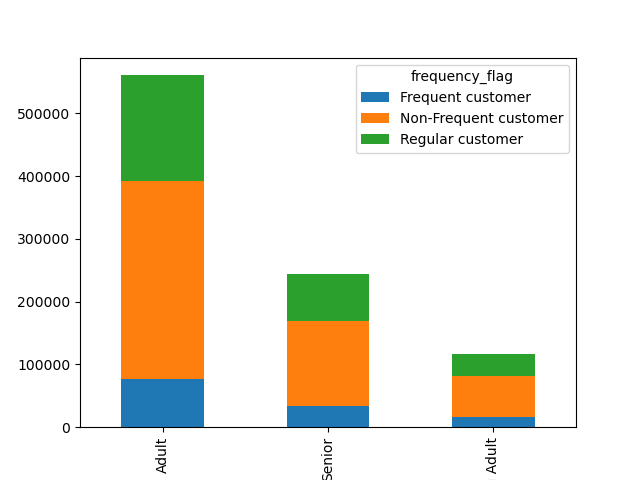 frequency_flag
Frequent customer
Non-Frequent customer
Regular customer
500000
400000
300000
200000
100000
0
Adult
Senior
Adult